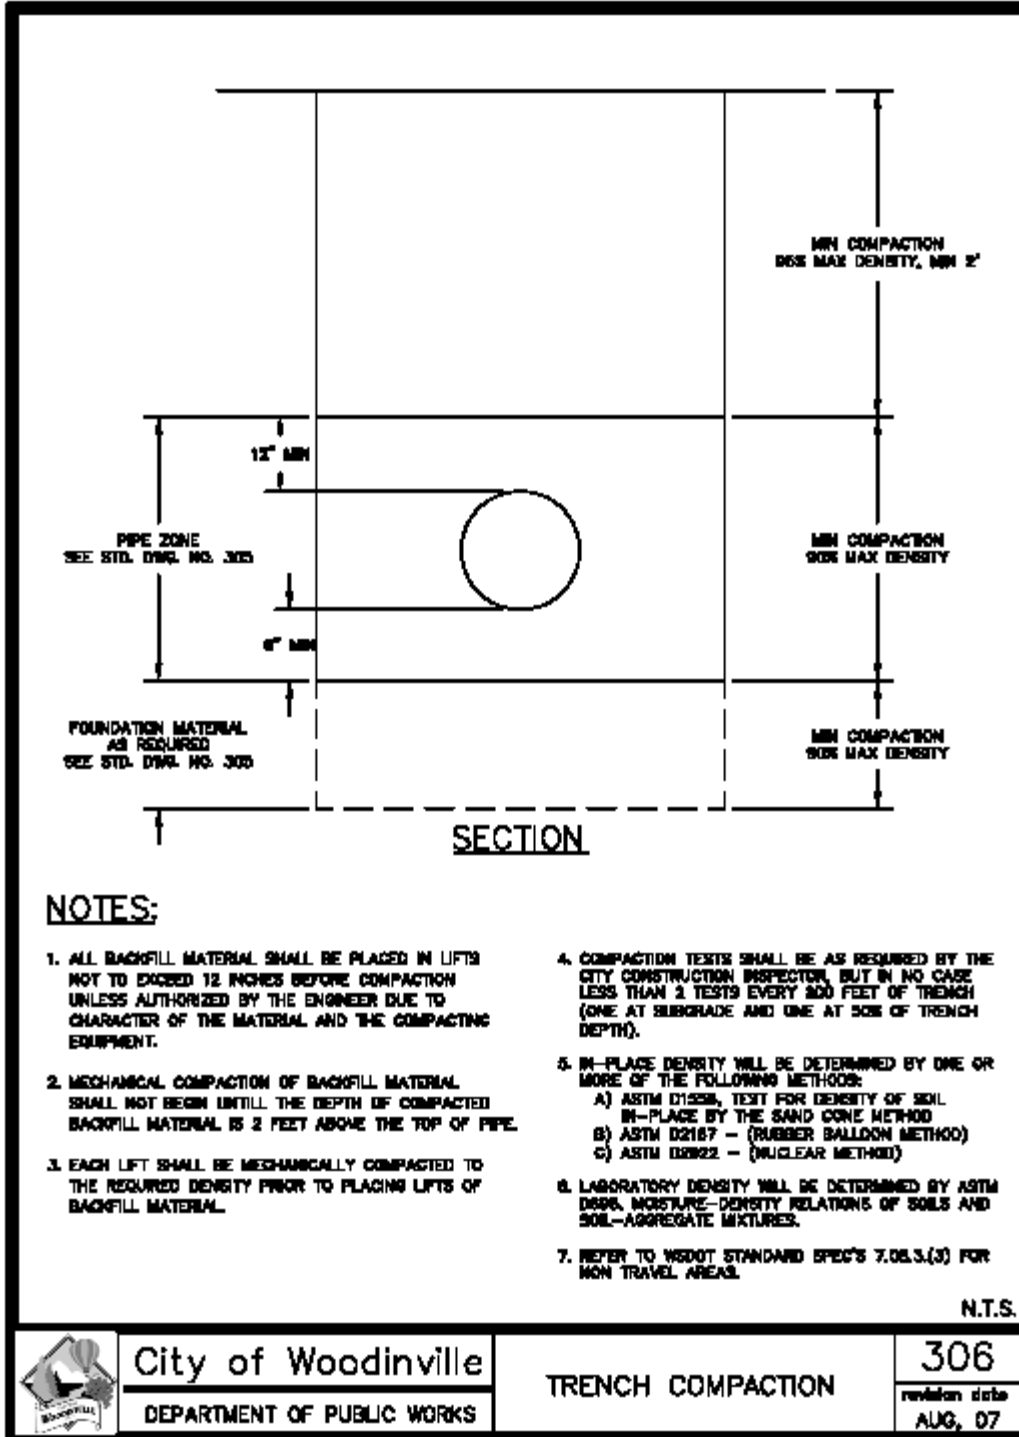 MIN COMPACTION
95% MAX DENSITY, MIN 2'
12" MIN
PIPE ZONE
SEE STD. DWG. NO. 305
MIN COMPACTION
90% MAX DENSITY
6" MIN
FOUNDATION MATERIAL
AS REQUIRED
SEE STD. DWG. NO. 305
MIN COMPACTION
90% MAX DENSITY
SECTION
NOTES:
1. ALL BACKFILL MATERIAL SHALL BE PLACED IN LIFTS
NOT TO EXCEED 12 INCHES BEFORE COMPACTION
UNLESS AUTHORIZED BY THE ENGINEER DUE TO
CHARACTER OF THE MATERIAL AND THE COMPACTING
EQUIPMENT.
2. MECHANICAL COMPACTION OF BACKFILL MATERIAL
SHALL NOT BEGIN UNTILL THE DEPTH OF COMPACTED
BACKFILL MATERIAL IS 2 FEET ABOVE THE TOP OF PIPE.
3. EACH LIFT SHALL BE MECHANICALLY COMPACTED TO
THE REQUIRED DENSITY PRIOR TO PLACING LIFTS OF
BACKFILL MATERIAL.
4. COMPACTION TESTS SHALL BE AS REQUIRED BY THE
CITY CONSTRUCTION INSPECTOR, BUT IN NO CASE
LESS THAN 2 TESTS EVERY 200 FEET OF TRENCH
(ONE AT SUBGRADE AND ONE AT 50% OF TRENCH
DEPTH).
5. IN-PLACE DENSITY WILL BE DETERMINED BY ONE OR
MORE OF THE FOLLOWING METHODS:
A) ASTM D1556, TEST FOR DENSITY OF SOIL
IN-PLACE BY THE SAND CONE METHOD
B) ASTM D2167 - (RUBBER BALLOON METHOD)
C) ASTM D2922 - (NUCLEAR METHOD)
6. LABORATORY DENSITY WILL BE DETERMINED BY ASTM
D698, MOISTURE-DENSITY RELATIONS OF SOILS AND
SOIL-AGGREGATE MIXTURES.
7. REFER TO WSDOT STANDARD SPEC'S 7.08.3.(3) FOR
NON TRAVEL AREAS.
N.T.S.
WOODINVILLE
City of Woodinville
DEPARTMENT OF PUBLIC WORKS
TRENCH COMPACTION
306
revision date
AUG, 07